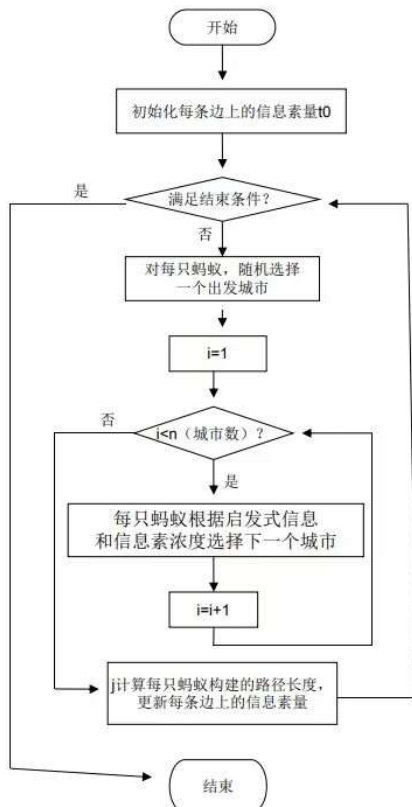 开始
初始化每条边上的信息素量t0
是
满足结束条件？
否
对每只蚂蚁，随机选择
一个出发城市
i=1
否
i<n（城市数）？
是
每只蚂蚁根据启发式信息
和信息素浓度选择下一个城市
i=i+1
j计算每只蚂蚁构建的路径长度，
更新每条边上的信息素量
结束